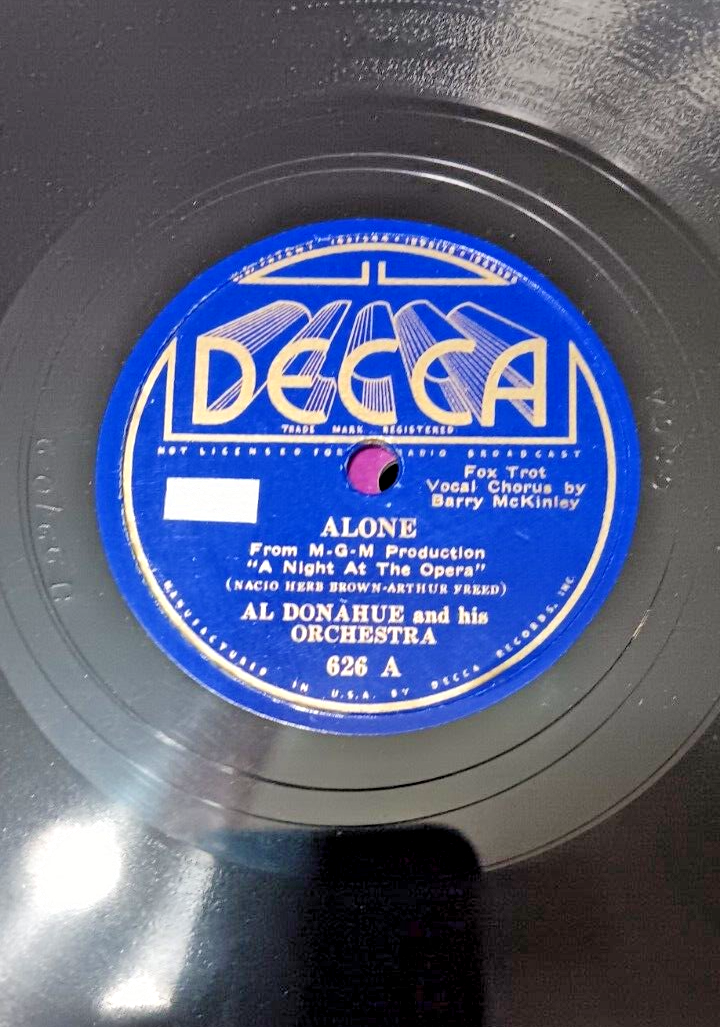 DECCA
TRADE MARK REGISTERED
NOT LICENSED FOR RADIO BROADCAST
Fox Trot
Vocal Chorus by
Barry McKinley
ALONE
From M-G-M Production
"A Night At The Opera"
(NACIO HERB BROWN-ARTHUR FREED)
AL DONAHUE and his
ORCHESTRA
626 A
MANUFACTURED IN U.S.A. BY DECCA RECORDS, INC.